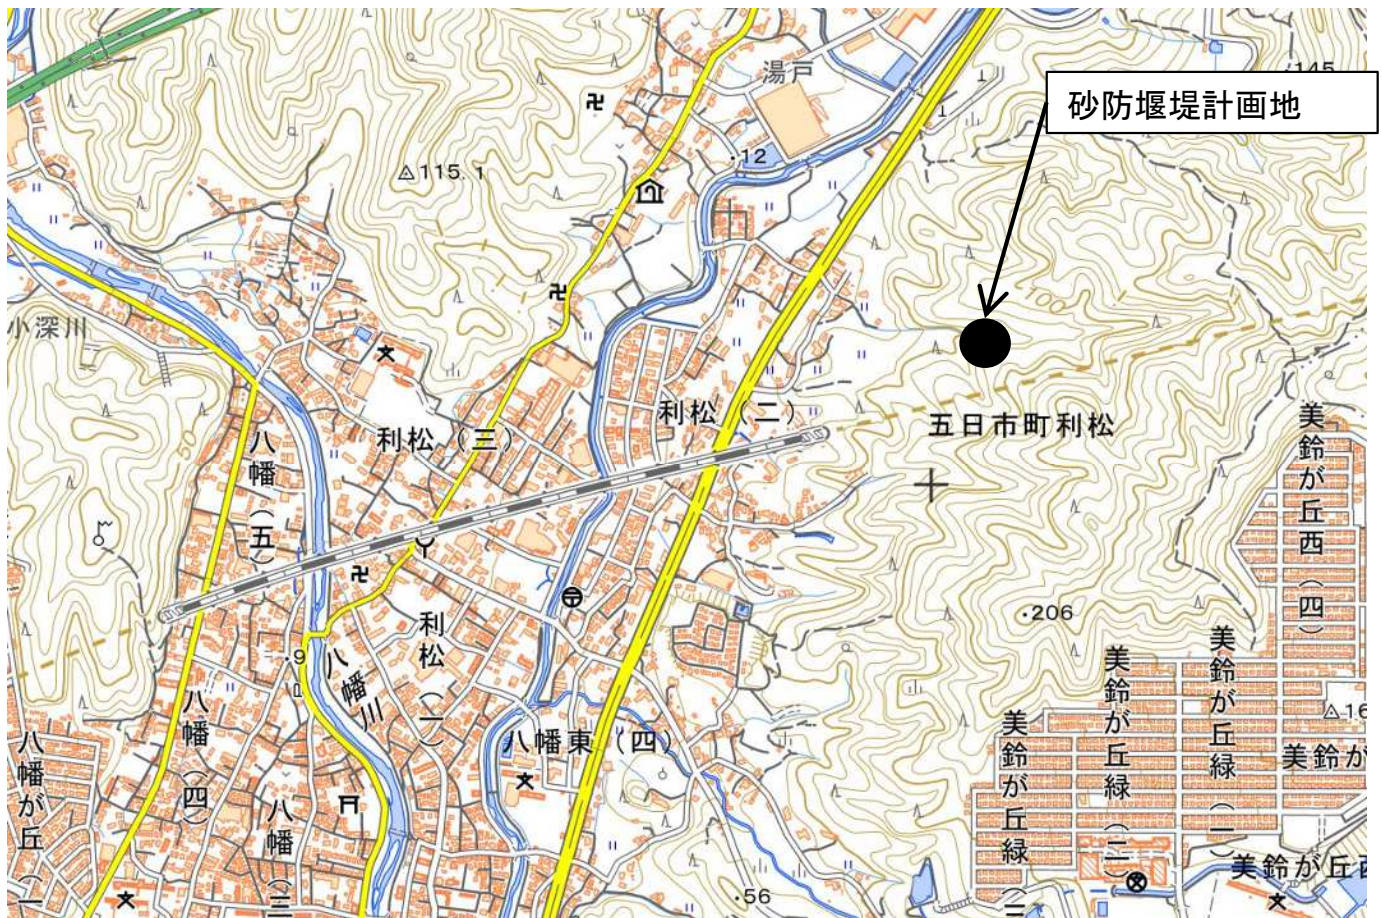 砂防堰堤計画地
湯戸
145
12
115.1
小深川
100
50
利松(二)
利松(三)
五日市町利松
八幡(五)
美鈴が丘西(四)
206
利松(一)
9
八幡川
八幡(四)
八幡東(四)
美鈴が丘緑(二)
美鈴が丘緑(一)
美鈴が丘緑(三
美鈴が
16
八幡が丘(一
八幡(三
美鈴が丘西
56